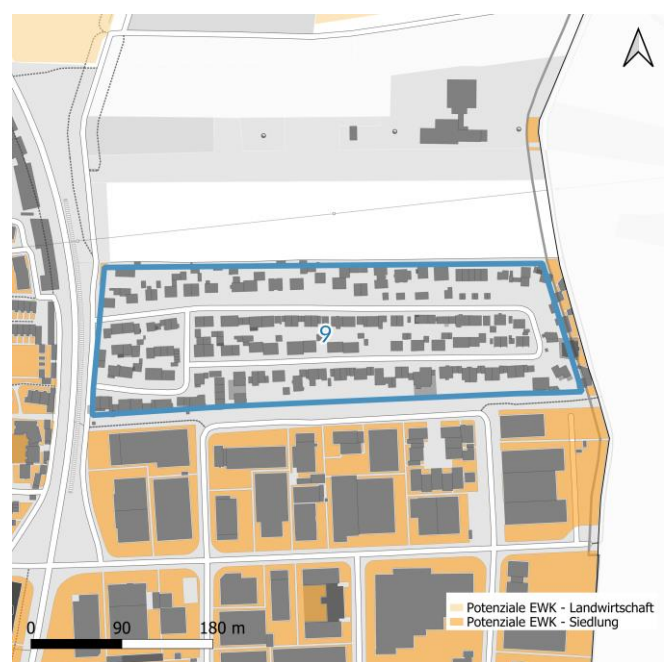 9
Potenziale EWK - Landwirtschaft
Potenziale EWK - Siedlung
0 90 180 m